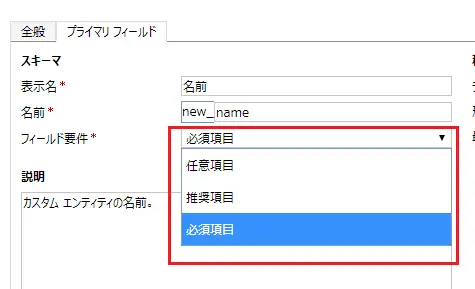 全般 プライマリ フィールド
スキーマ
表示名* 名前
名前* new_ name
フィールド要件* 必須項目
任意項目
説明 推奨項目
カスタム エンティティの名前。 必須項目